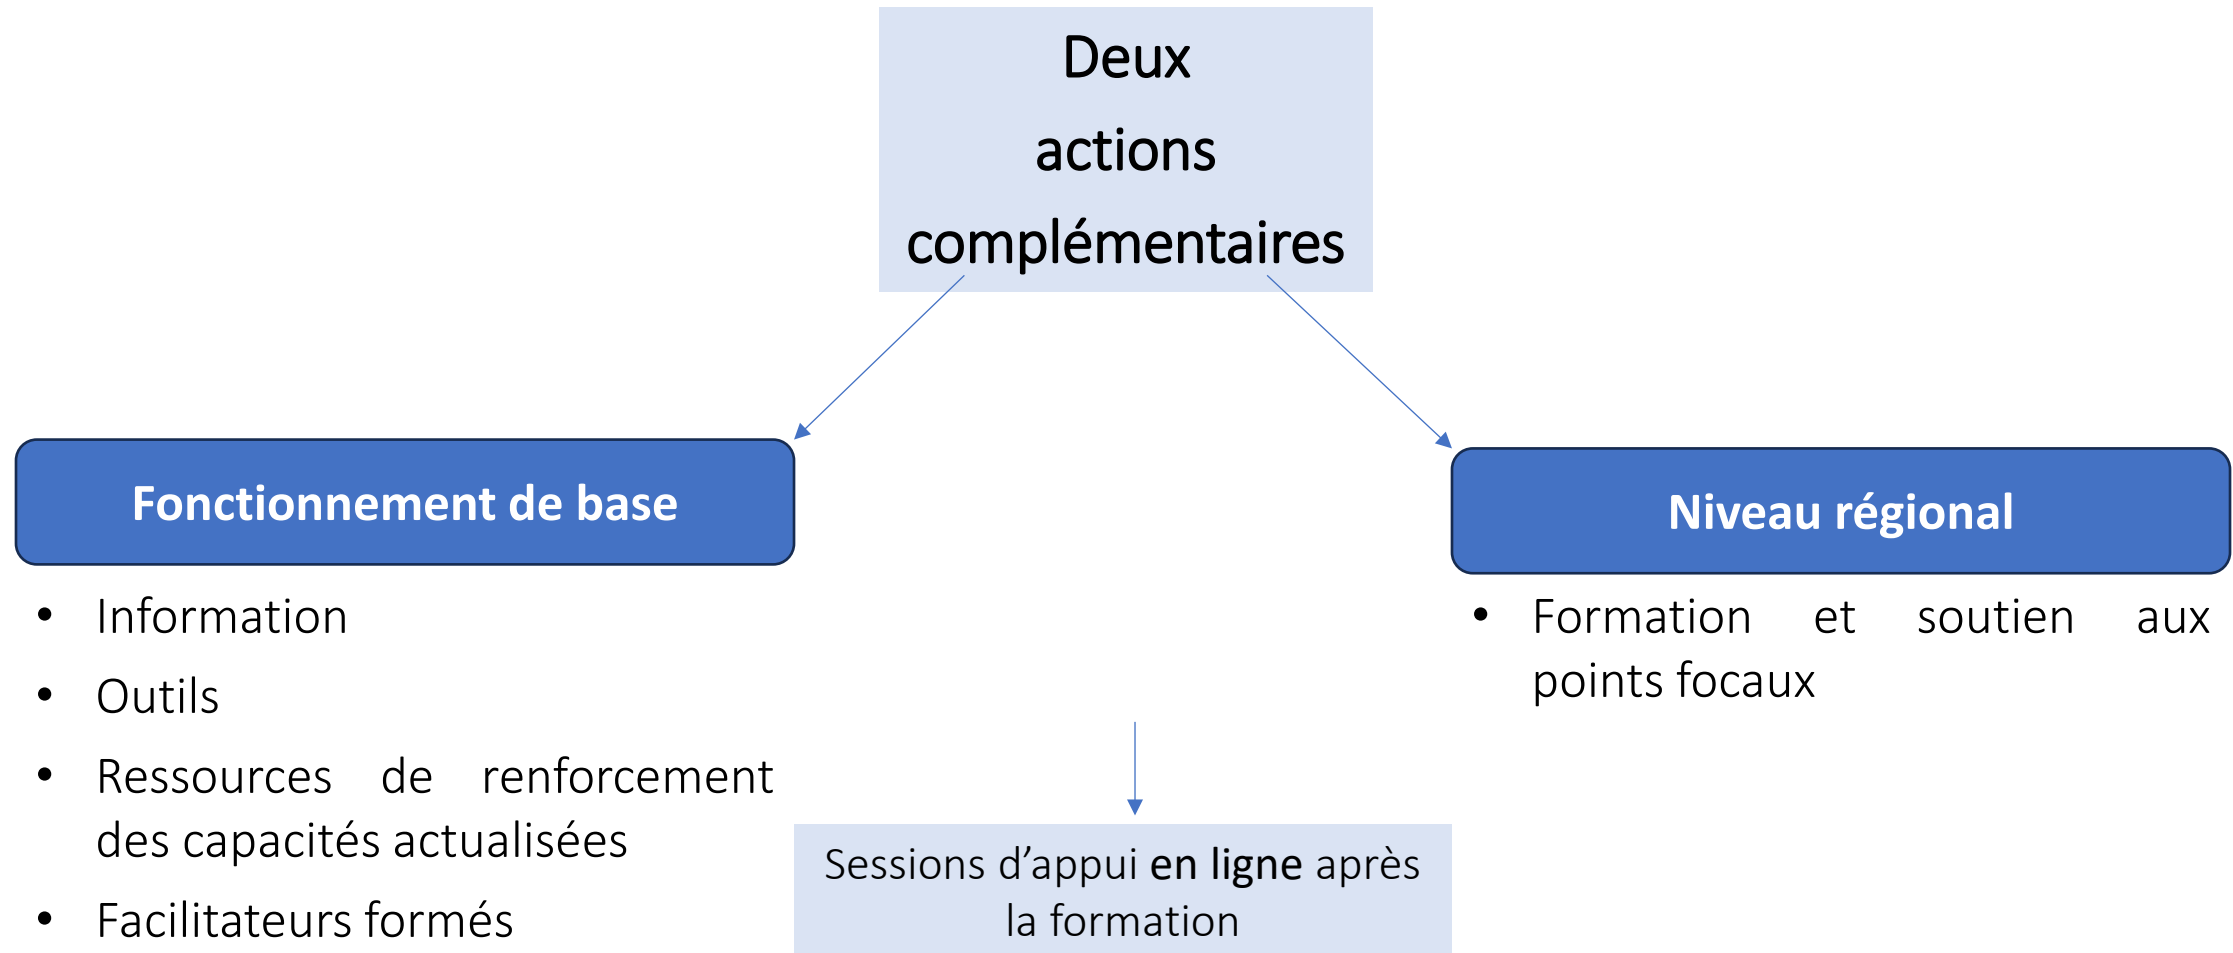 Deux
actions
complémentaires
Fonctionnement de base
• Information
• Outils
• Ressources de renforcement
des capacités actualisées
• Facilitateurs formés
Niveau régional
• Formation et soutien aux
points focaux
Sessions d’appui en ligne après
la formation